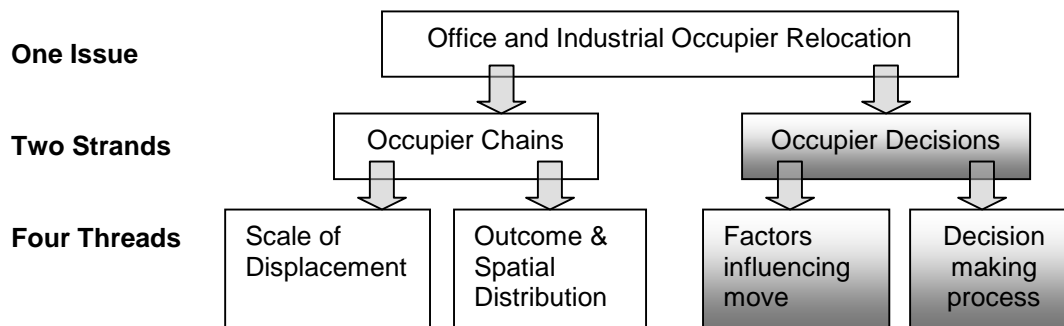 Office and Industrial Occupier Relocation
One Issue
Two Strands
Occupier Chains
Occupier Decisions
Four Threads
Scale of
Displacement
Outcome &
Spatial
Distribution
Factors
influencing
move
Decision
making
process